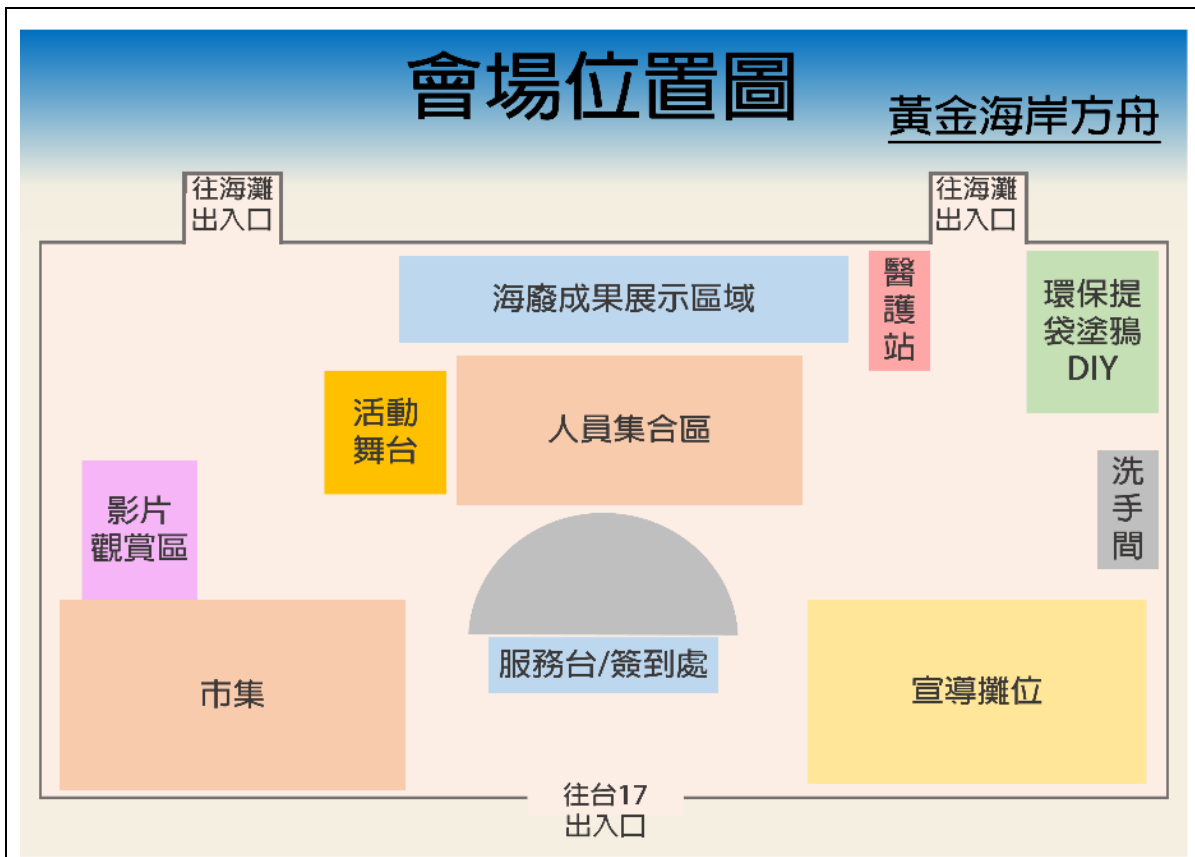 會場位置圖
黃金海岸方舟
往海灘
出入口
往海灘
出入口
海廢成果展示區域
醫
護
站
環保提
袋塗鴉
DIY
活動
舞台
人員集合區
洗
手
間
影片
觀賞區
服務台/簽到處
市集
宣導攤位
往台17
出入口